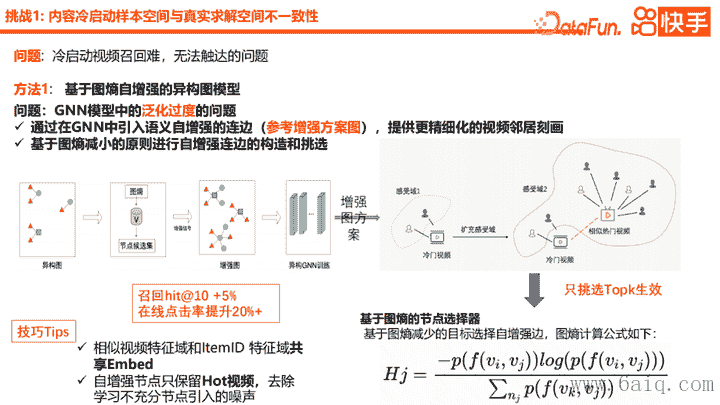 挑战1: 内容冷启动样本空间与真实求解空间不一致性
DataFun.
快手
问题: 冷启动视频召回难，无法触达的问题
方法1: 基于图熵自增强的异构图模型
问题: GNN模型中的泛化过度的问题
✓ 通过在GNN中引入语义自增强的连边（参考增强方案图），提供更精细化的视频邻居刻画
✓ 基于图熵减小的原则进行自增强连边的构造和挑选
异构图
图熵
V
节点候选集
增强信号
增强图
异构GNN训练
增强
图方
案
感受域1
冷门视频
扩充感受域
感受域2
相似热门视频
冷门视频
召回hit@10 +5%
在线点击率提升20%+
只挑选Topk生效
技巧Tips
✓ 相似视频特征域和ItemID 特征域共
享Embed
✓ 自增强节点只保留Hot视频，去除
学习不充分节点引入的噪声
基于图熵的节点选择器
基于图熵减少的目标选择自增强边，图熵计算公式如下：
Hj = −p(f(v_i, v_j))log(p(f(v_i, v_j))) / ∑_{n_j} p(f(v_k, v_j))
www.6aiq.com